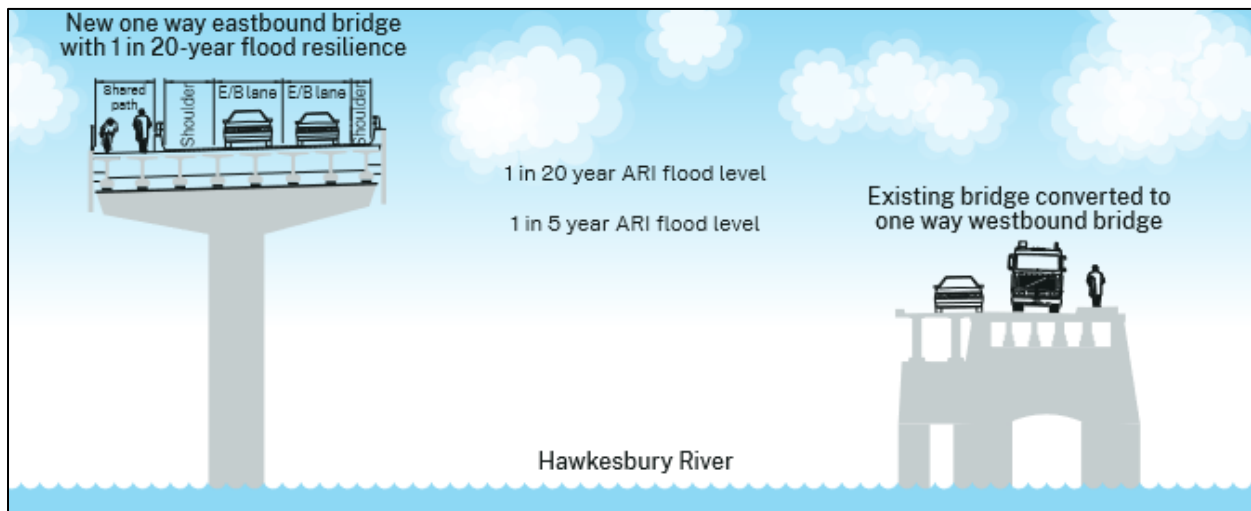 New one way eastbound bridge
with 1 in 20-year flood resilience
Shared
path
Shoulder
E/B lane
E/B lane
Shoulder
1 in 20 year ARI flood level
1 in 5 year ARI flood level
Existing bridge converted to
one way westbound bridge
Hawkesbury River